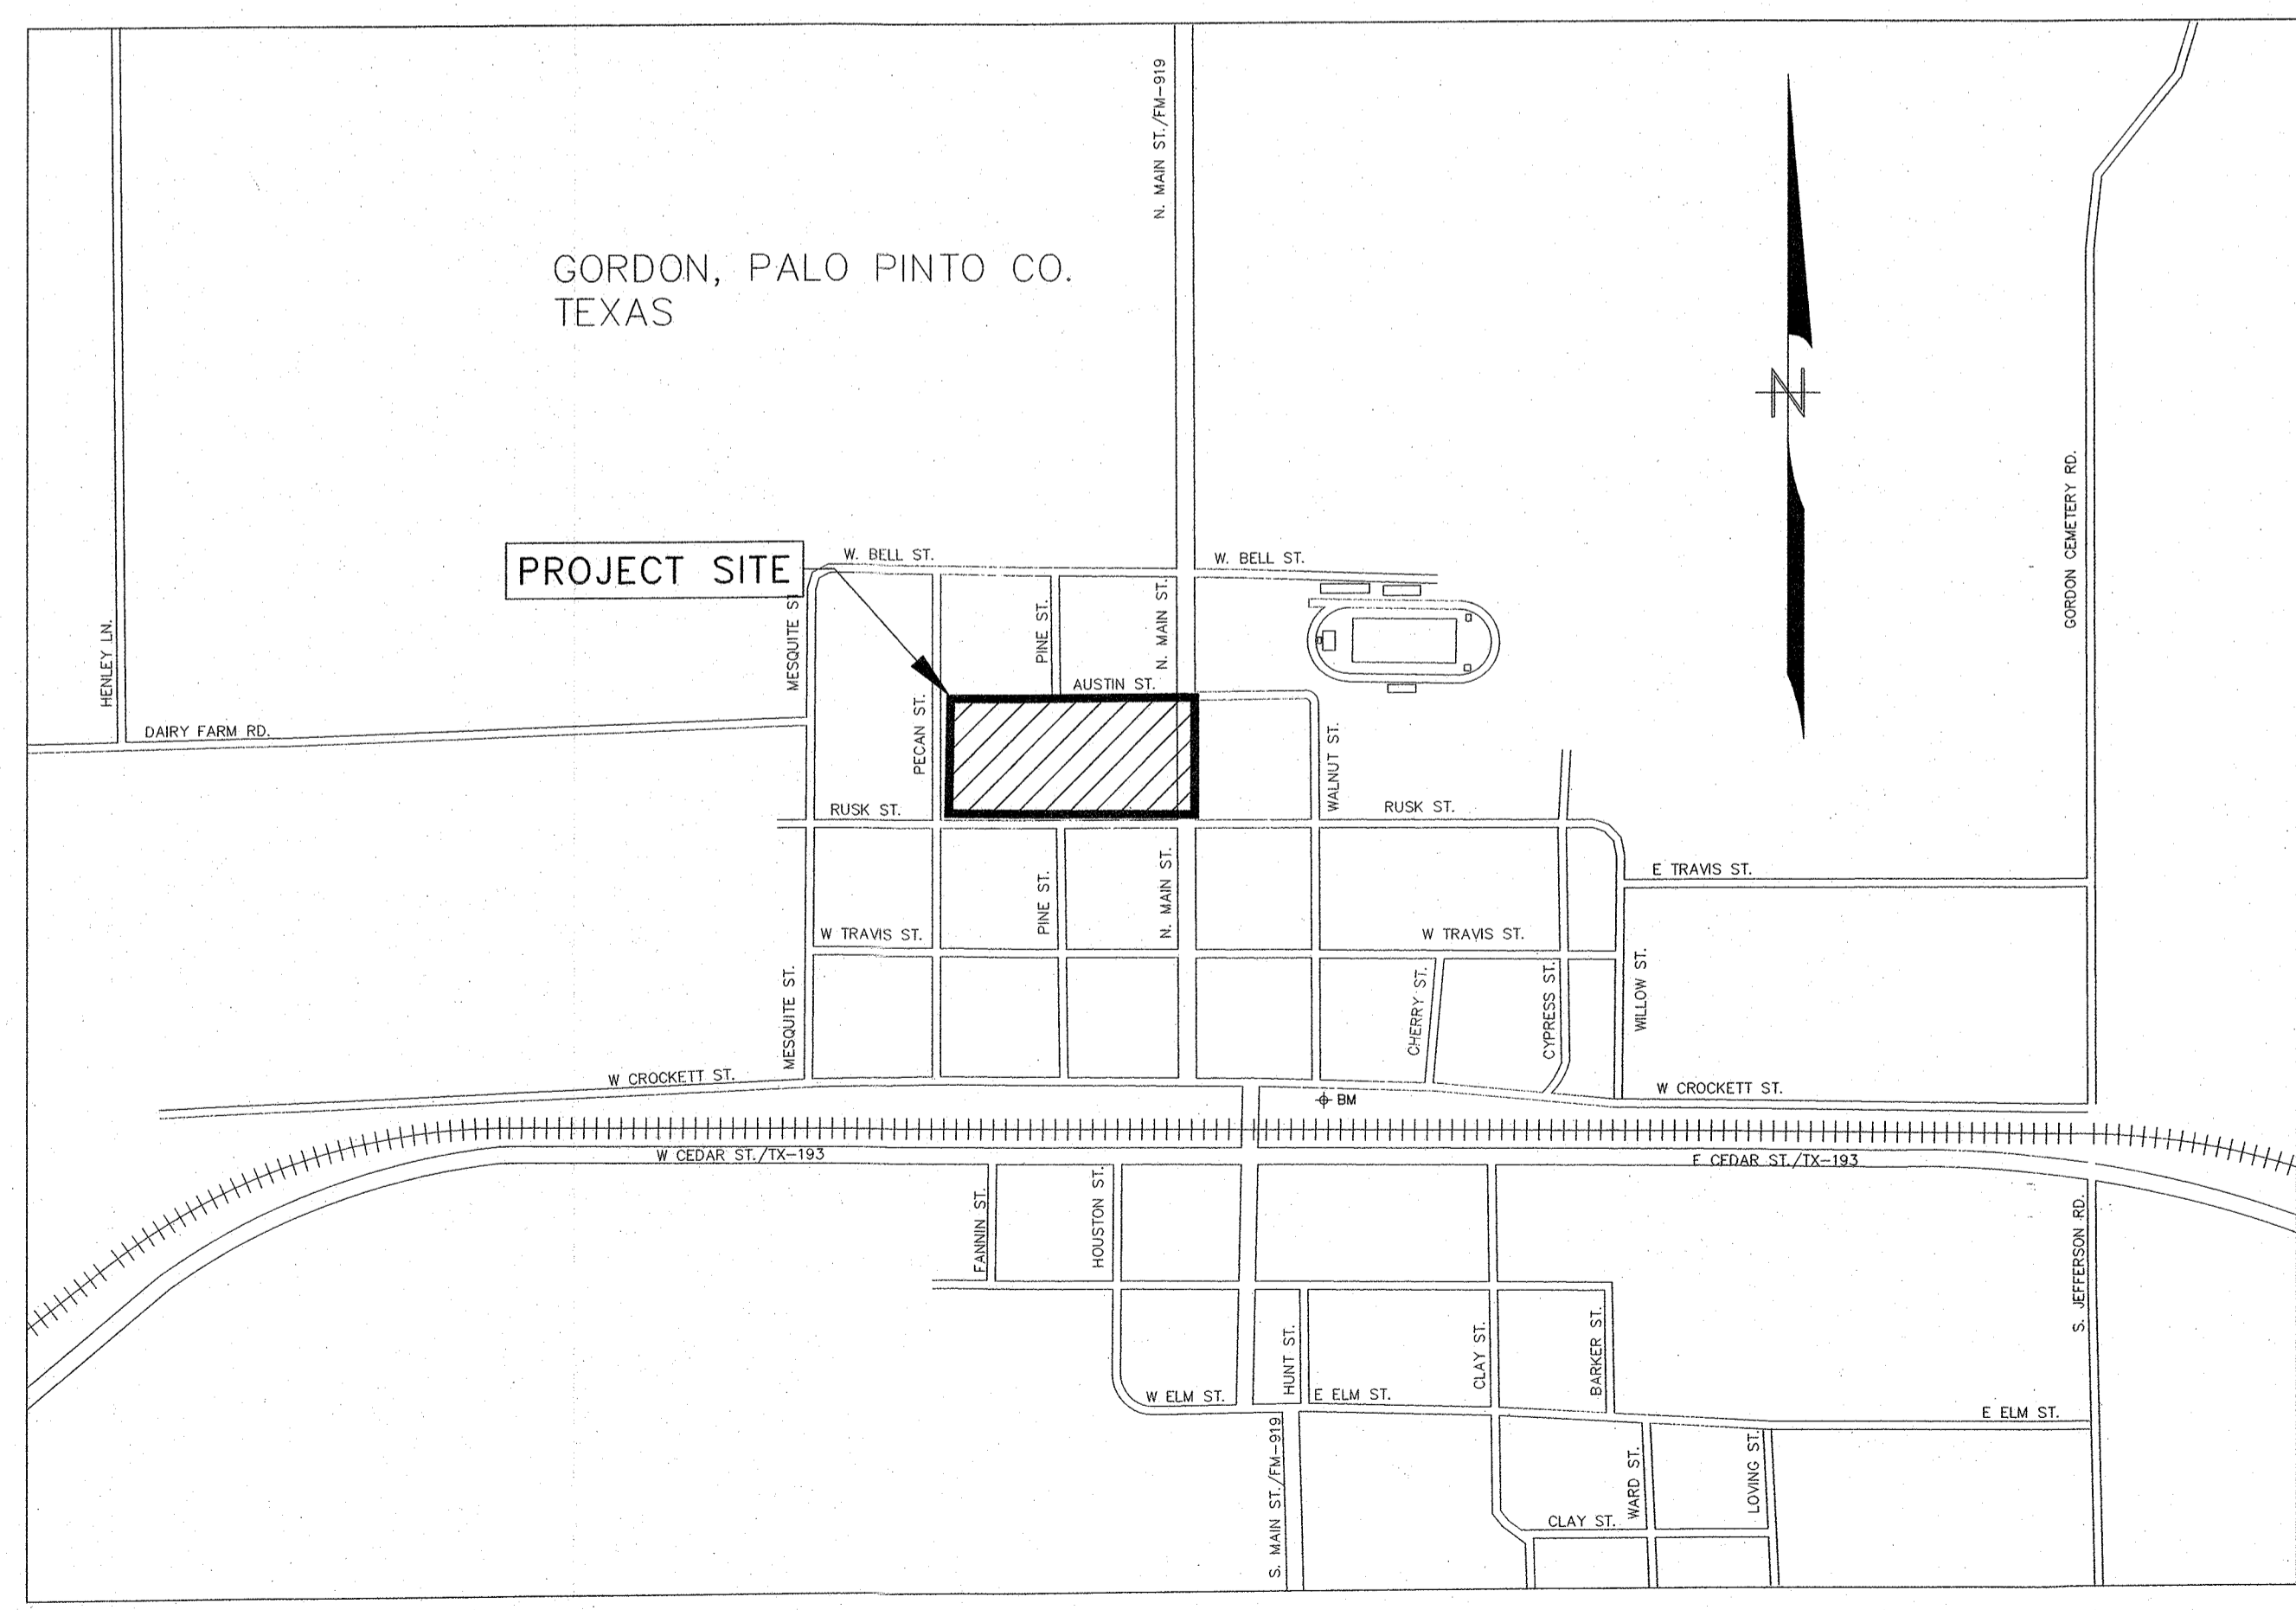 N. MAIN ST./FM-919
GORDON, PALO PINTO CO.
TEXAS
N
GORDON CEMETERY RD.
PROJECT SITE
W. BELL ST.
W. BELL ST.
HENLEY LN.
MESQUITE ST
PINE ST.
N. MAIN ST.
AUSTIN ST.
DAIRY FARM RD.
PECAN ST.
WALNUT ST.
RUSK ST.
RUSK ST.
E TRAVIS ST.
PINE ST.
N. MAIN ST.
W TRAVIS ST.
W TRAVIS ST.
MESQUITE ST.
CHERRY ST.
CYPRESS ST.
WILLOW ST.
W CROCKETT ST.
W CROCKETT ST.
BM
W CEDAR ST./TX-193
E CEDAR ST./TX-193
FANNIN ST.
HOUSTON ST.
S. JEFFERSON RD.
HUNT ST.
CLAY ST.
BARKER ST.
W ELM ST.
E ELM ST.
E ELM ST.
S. MAIN ST./FM-919
WARD ST.
LOVING ST.
CLAY ST.